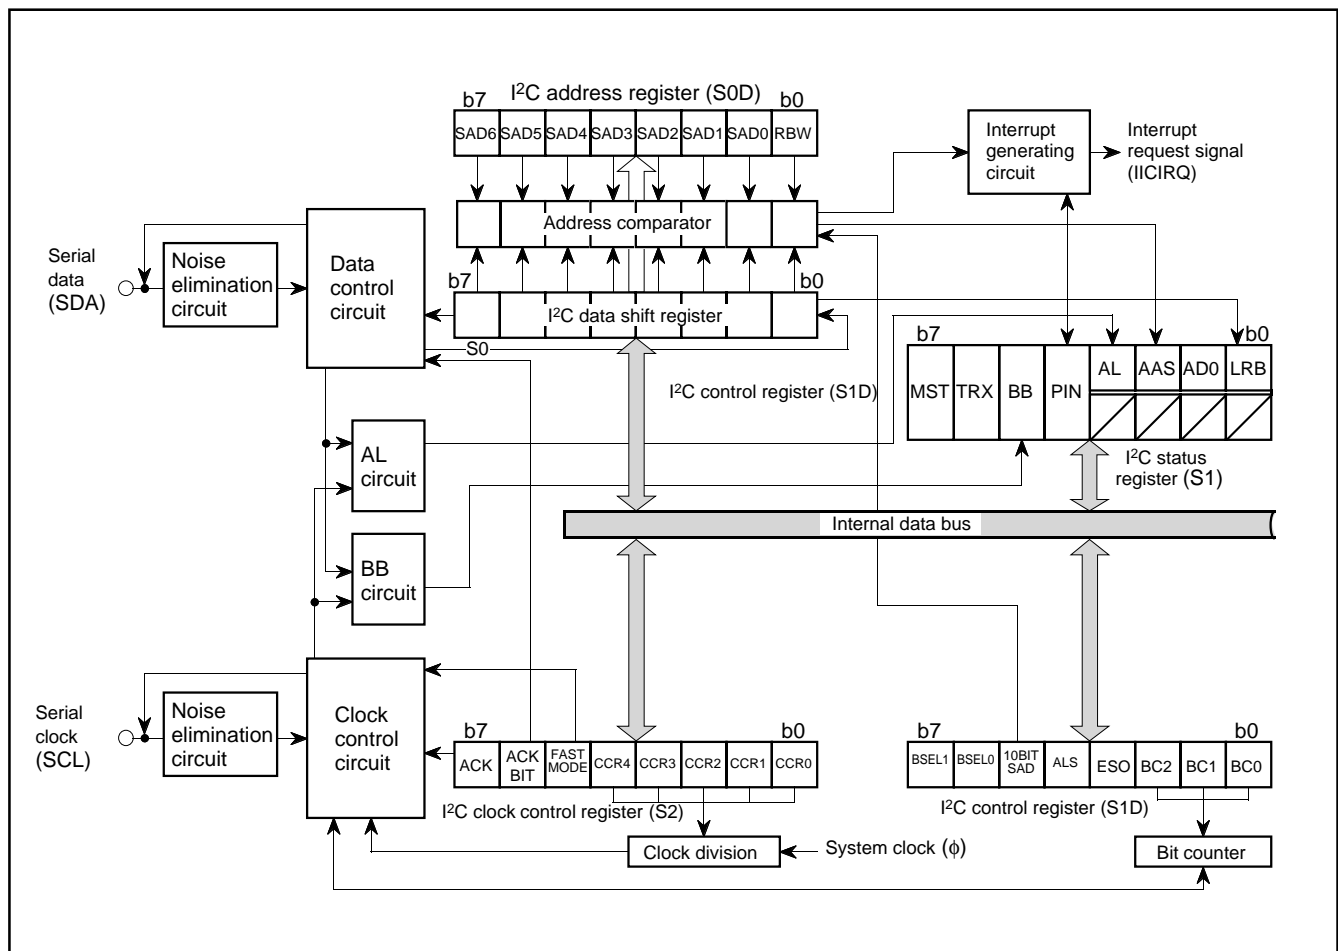 I²C address register (S0D)
b7
b0
SAD6 SAD5 SAD4 SAD3 SAD2 SAD1 SAD0 RBW
Interrupt
generating
circuit
Interrupt
request signal
(IICIRQ)
Address comparator
Serial
data
(SDA)
Noise
elimination
circuit
Data
control
circuit
b7
b0
I²C data shift register
S0
I²C control register (S1D)
b7
b0
MST TRX BB PIN AL AAS AD0 LRB
I²C status
register (S1)
AL
circuit
Internal data bus
BB
circuit
Serial
clock
(SCL)
Noise
elimination
circuit
Clock
control
circuit
b7
b0
ACK
ACK
BIT
FAST
MODE
CCR4 CCR3 CCR2 CCR1 CCR0
I²C clock control register (S2)
b7
b0
BSEL1 BSEL0
10BIT
SAD
ALS ESO BC2 BC1 BC0
I²C control register (S1D)
Clock division
System clock (ϕ)
Bit counter